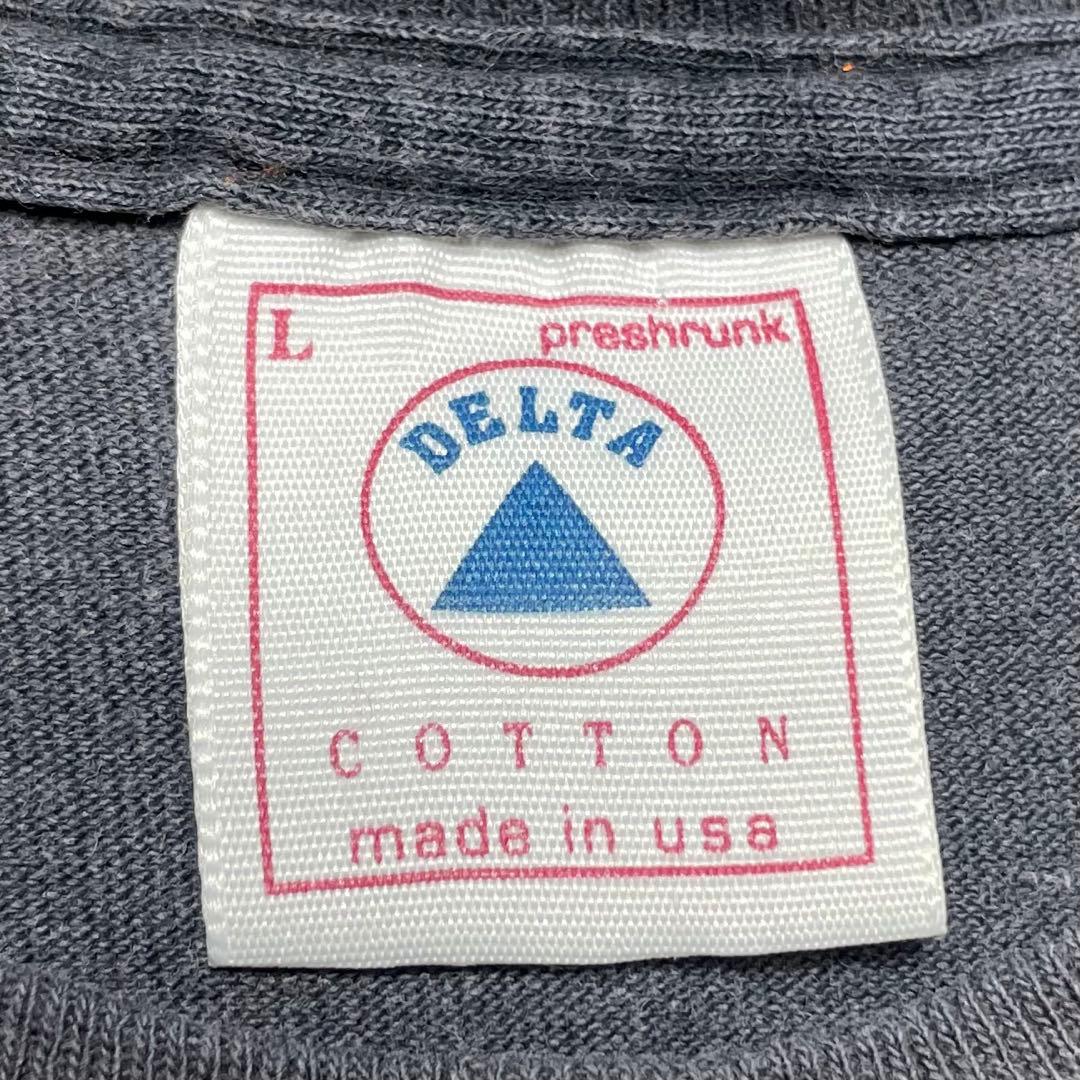 L preshrunk
DELTA
COTTON
made in usa